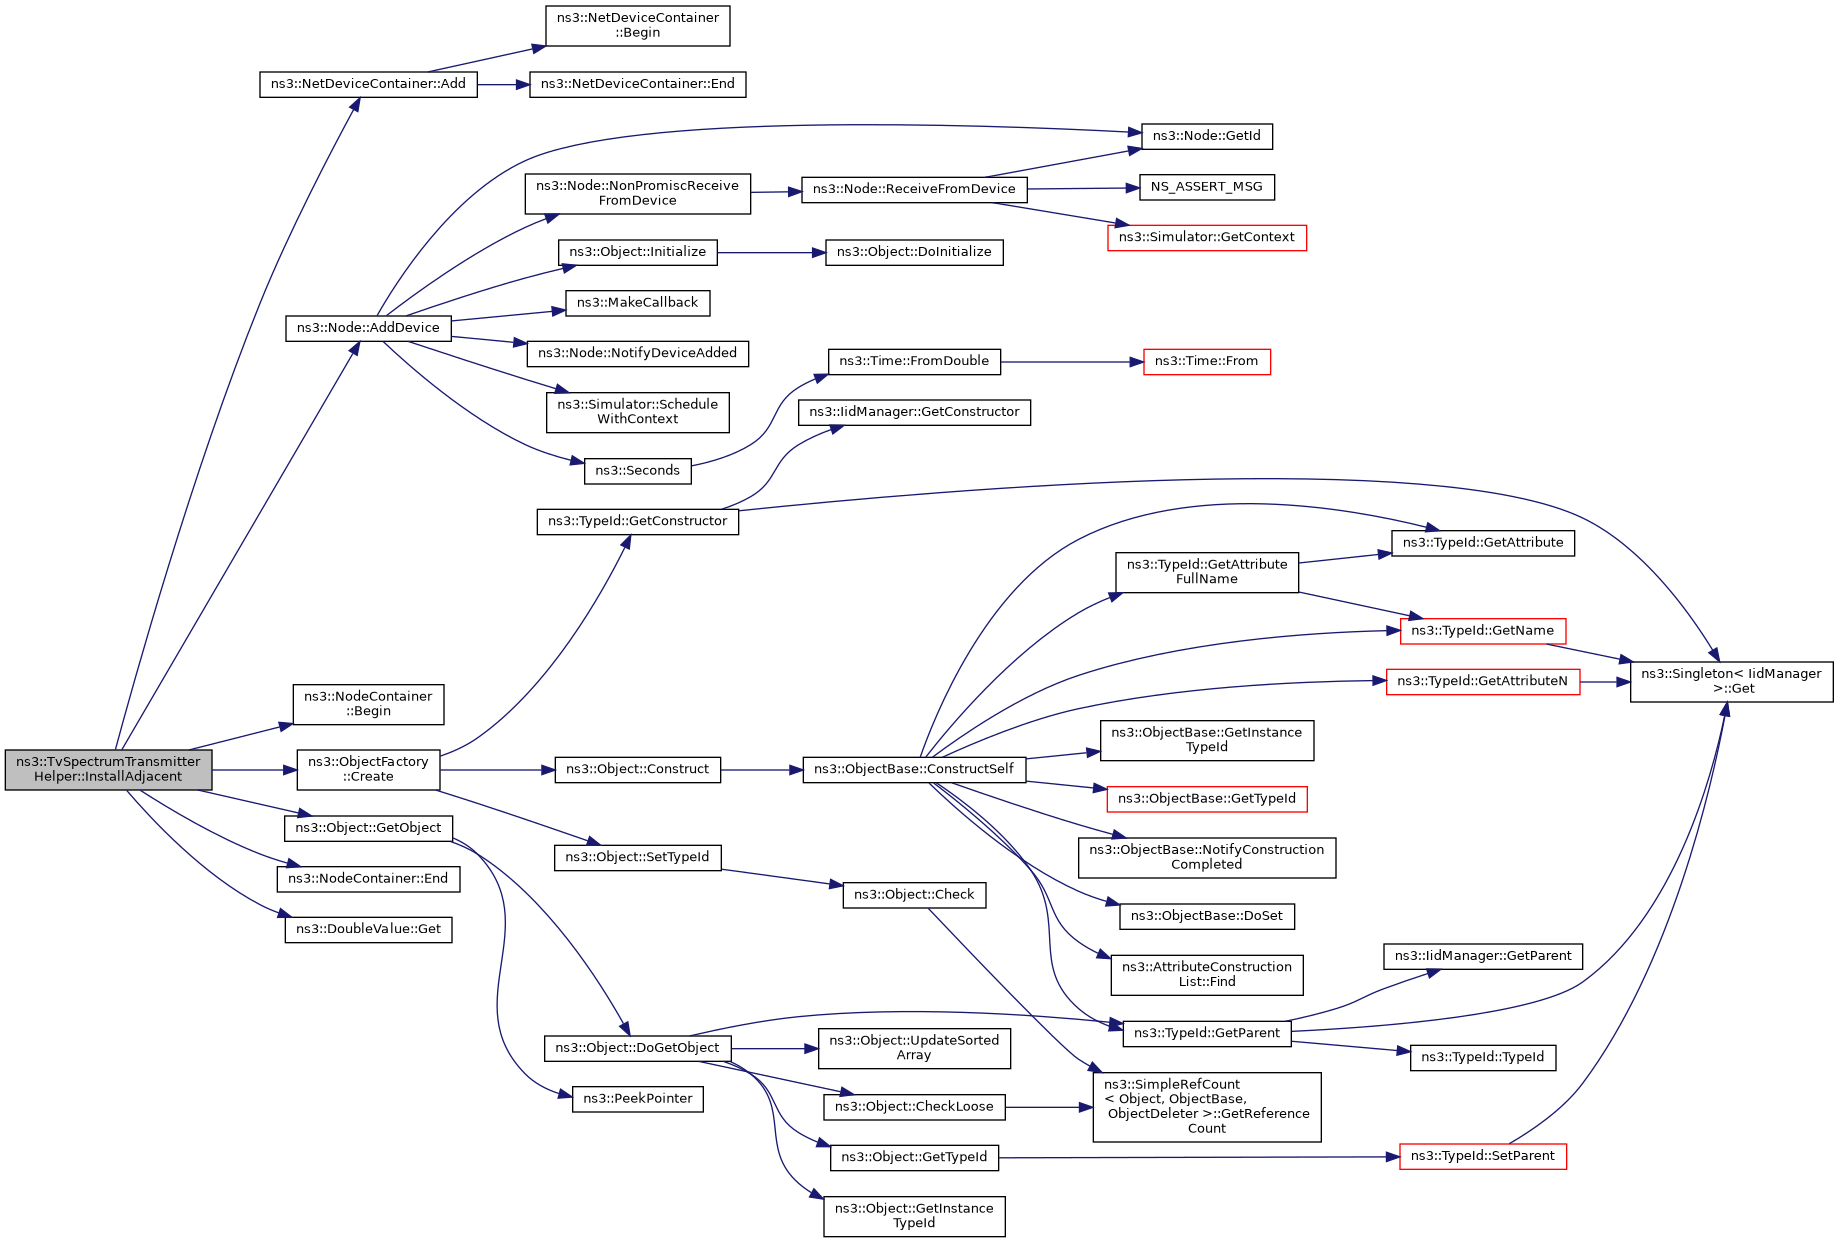 ns3::NetDeviceContainer
::Begin
ns3::NetDeviceContainer::Add
ns3::NetDeviceContainer::End
ns3::Node::GetId
ns3::Node::NonPromiscReceive
FromDevice
ns3::Node::ReceiveFromDevice
NS_ASSERT_MSG
ns3::Simulator::GetContext
ns3::Object::Initialize
ns3::Object::DoInitialize
ns3::MakeCallback
ns3::Node::AddDevice
ns3::Node::NotifyDeviceAdded
ns3::Time::FromDouble
ns3::Time::From
ns3::Simulator::Schedule
WithContext
ns3::IidManager::GetConstructor
ns3::Seconds
ns3::TypeId::GetConstructor
ns3::TypeId::GetAttribute
ns3::TypeId::GetAttribute
FullName
ns3::TypeId::GetName
ns3::TypeId::GetAttributeN
ns3::Singleton< IidManager
>::Get
ns3::NodeContainer
::Begin
ns3::ObjectBase::GetInstance
TypeId
ns3::TvSpectrumTransmitter
Helper::InstallAdjacent
ns3::ObjectFactory
::Create
ns3::Object::Construct
ns3::ObjectBase::ConstructSelf
ns3::ObjectBase::GetTypeId
ns3::Object::GetObject
ns3::Object::SetTypeId
ns3::ObjectBase::NotifyConstruction
Completed
ns3::NodeContainer::End
ns3::Object::Check
ns3::ObjectBase::DoSet
ns3::DoubleValue::Get
ns3::IidManager::GetParent
ns3::AttributeConstruction
List::Find
ns3::TypeId::GetParent
ns3::Object::DoGetObject
ns3::Object::UpdateSorted
Array
ns3::TypeId::TypeId
ns3::PeekPointer
ns3::Object::CheckLoose
ns3::SimpleRefCount
< Object, ObjectBase,
ObjectDeleter >::GetReference
Count
ns3::Object::GetTypeId
ns3::TypeId::SetParent
ns3::Object::GetInstance
TypeId